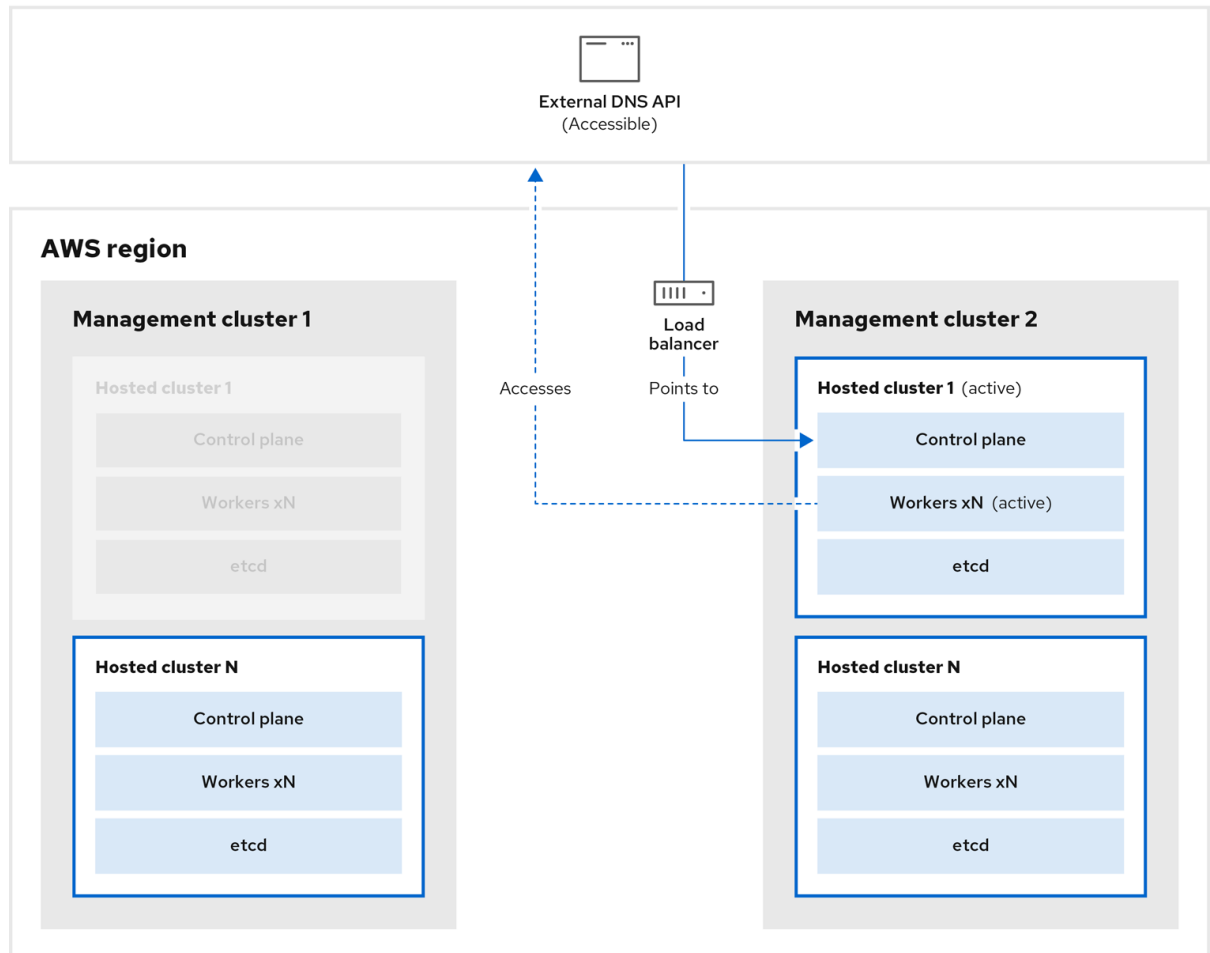 External DNS API
(Accessible)
AWS region
Management cluster 1
Hosted cluster 1
Control plane
Workers xN
etcd
Hosted cluster N
Control plane
Workers xN
etcd
Accesses
Load
balancer
Points to
Management cluster 2
Hosted cluster 1 (active)
Control plane
Workers xN (active)
etcd
Hosted cluster N
Control plane
Workers xN
etcd